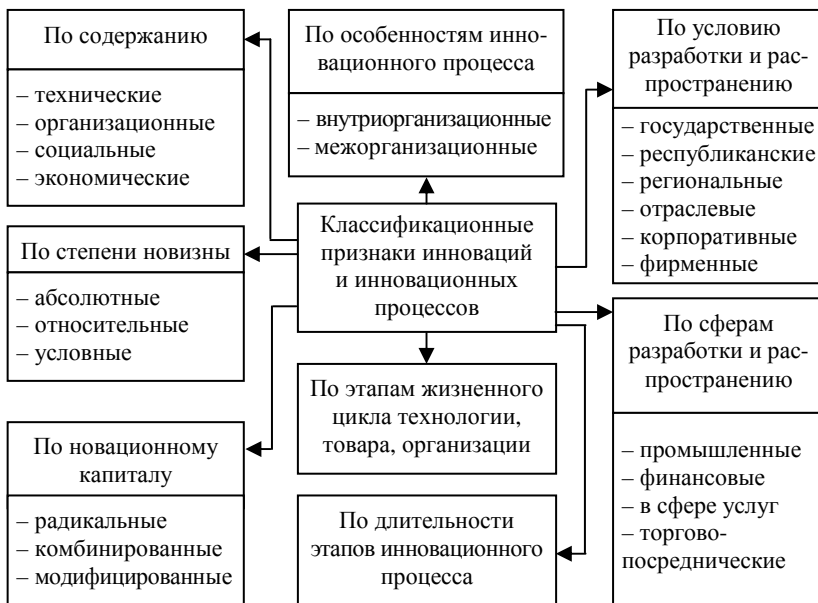 По содержанию
– технические
– организационные
– социальные
– экономические
По особенностям инно-
вационного процесса
– внутриорганизационные
– межорганизационные
По условию
разработки и рас-
пространению
– государственные
– республиканские
– региональные
– отраслевые
– корпоративные
– фирменные
По степени новизны
– абсолютные
– относительные
– условные
Классификационные
признаки инноваций
и инновационных
процессов
По сферам
разработки и рас-
пространению
– промышленные
– финансовые
– в сфере услуг
– торгово-
посреднические
По новационному
капиталу
– радикальные
– комбинированные
– модифицированные
По этапам жизненного
цикла технологии,
товара, организации
По длительности
этапов инновационного
процесса